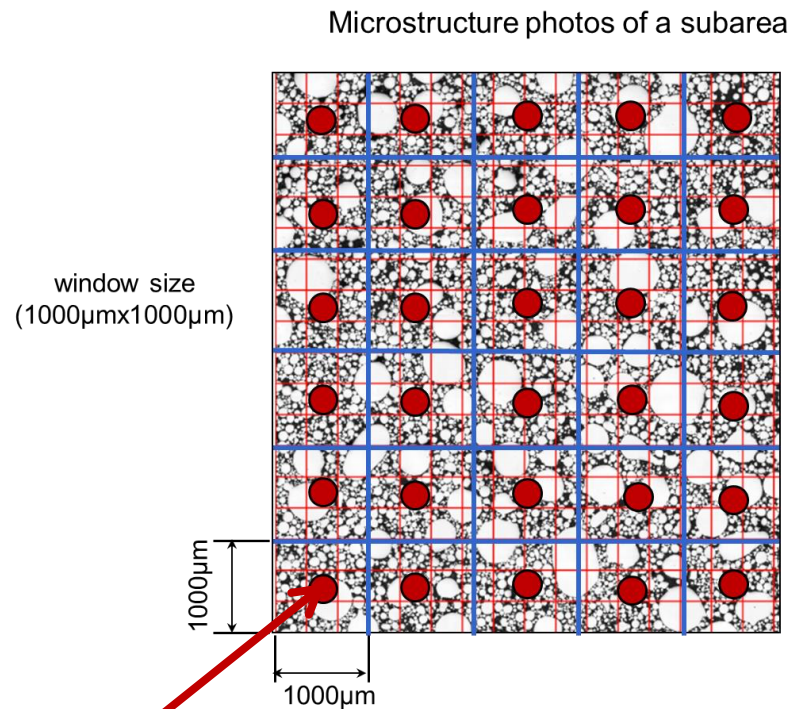 Microstructure photos of a subarea
window size
(1000µmx1000µm)
1000µm
1000µm